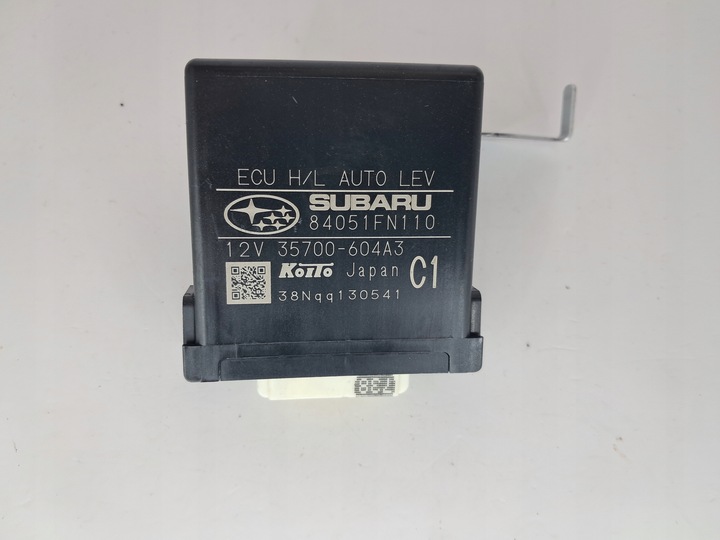 ECU H/L AUTO LEV
SUBARU
84051FN110
12V 35700-604A3
KOITO Japan C1
38Nqq130541